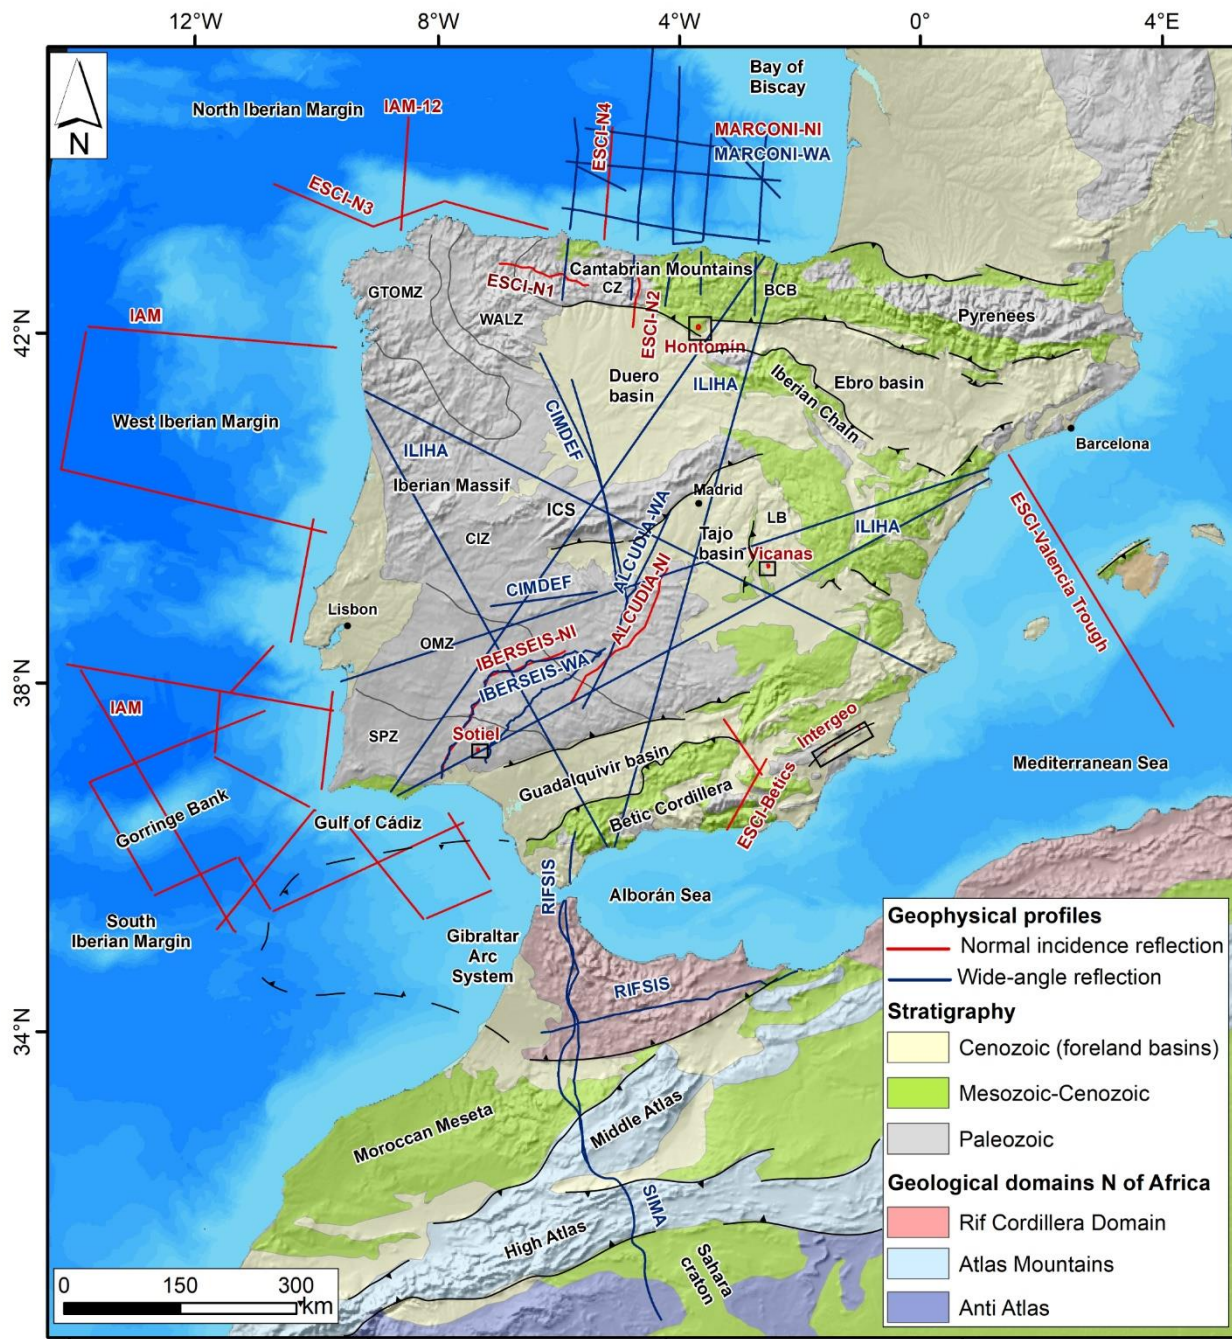 12°W
8°W
4°W
0°
4°E
42°N
38°N
34°N
N
North Iberian Margin
IAM-12
ESCI-N4
Bay of
Biscay
MARCONI-NI
MARCONI-WA
ESCI-N3
Cantabrian Mountains
ESCI-N1
CZ
BCB
GTOMZ
WALZ
ESCI-N2
Pyrenees
IAM
Hontomín
Duero
basin
ILIHA
Iberian Chain
Ebro basin
CIMDEF
West Iberian Margin
Barcelona
ILIHA
Iberian Massif
ICS
Madrid
ALCUDIA-WA
LB
ILIHA
CIZ
Tajo
basin
Vicanas
ESCI-Valencia Trough
CIMDEF
ALCUDIA-NI
Lisbon
OMZ
IBERSEIS-NI
IBERSEIS-WA
IAM
SPZ
Sotiel
Intergeo
Guadalquivir basin
Mediterranean Sea
Betic Cordillera
ESCI-Betics
Gorringe Bank
Gulf of Cádiz
RIFSIS
Alborán Sea
South
Iberian Margin
Gibraltar
Arc
System
RIFSIS
Moroccan Meseta
Middle Atlas
SIMA
High Atlas
Sahara
craton
0
150
300
km
Geophysical profiles
Normal incidence reflection
Wide-angle reflection
Stratigraphy
Cenozoic (foreland basins)
Mesozoic-Cenozoic
Paleozoic
Geological domains N of Africa
Rif Cordillera Domain
Atlas Mountains
Anti Atlas